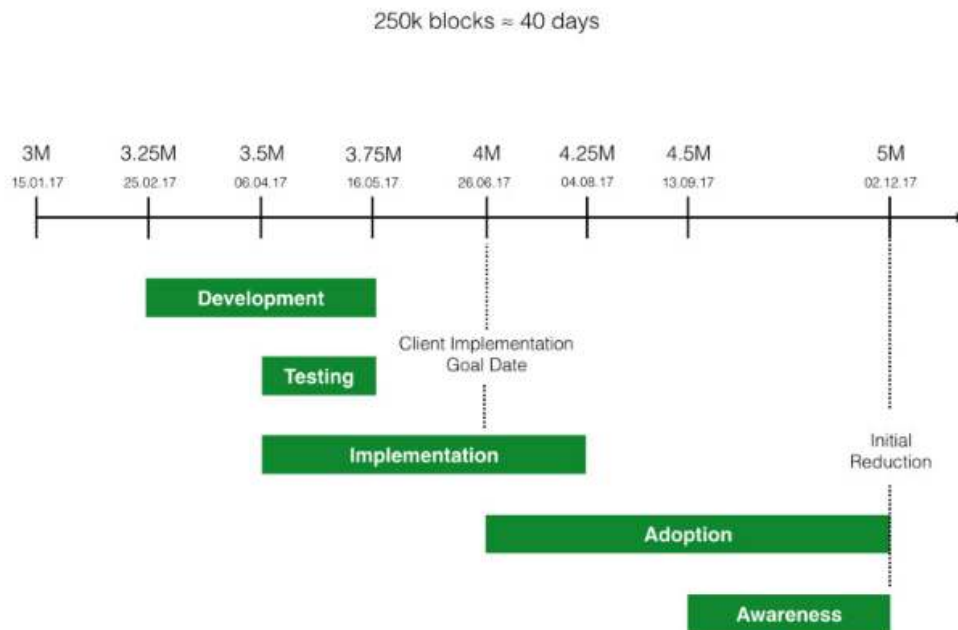 250k blocks ≈ 40 days
3M 3.25M 3.5M 3.75M 4M 4.25M 4.5M 5M
15.01.17 25.02.17 06.04.17 16.05.17 26.06.17 04.08.17 13.09.17 02.12.17
Development
Client Implementation
Goal Date
Testing
Implementation
Initial
Reduction
Adoption
Awareness